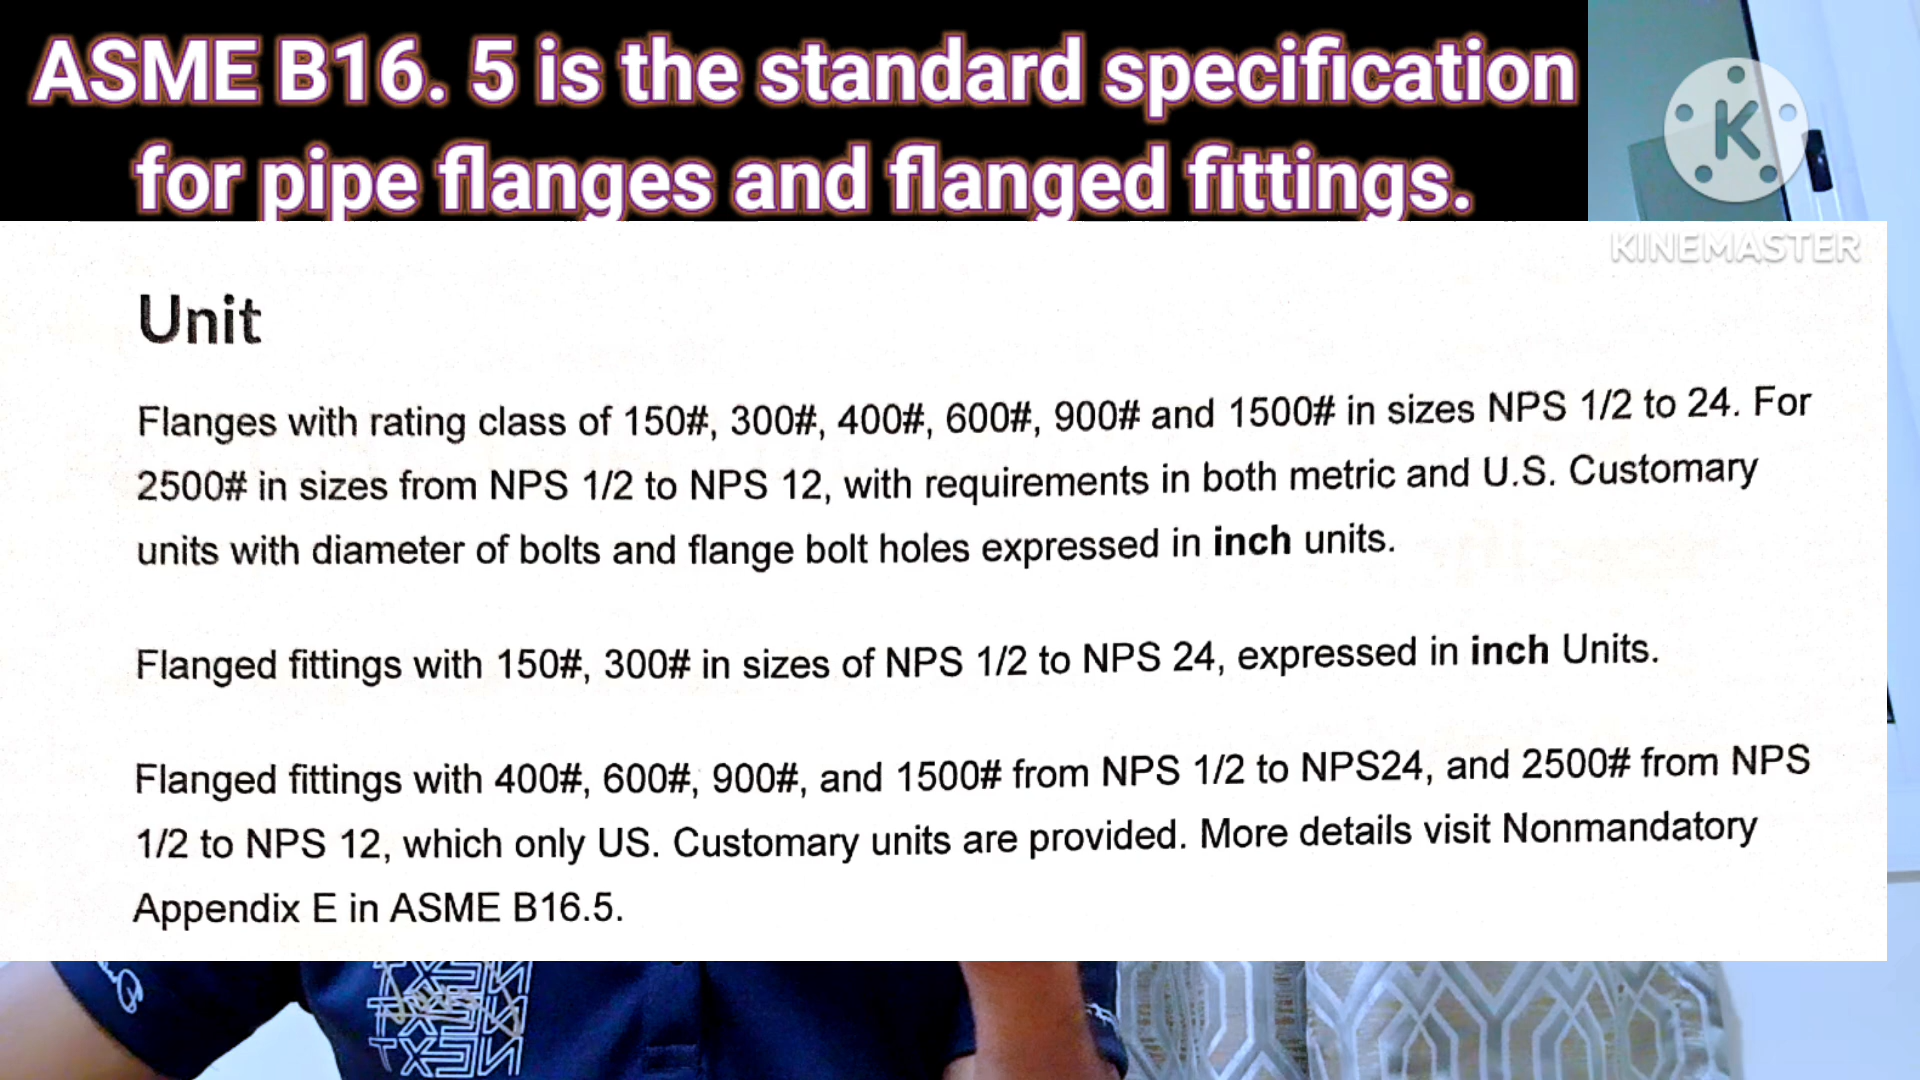 ASME B16. 5 is the standard specification
for pipe flanges and flanged fittings.
KINEMASTER
Unit
Flanges with rating class of 150#, 300#, 400#, 600#, 900# and 1500# in sizes NPS 1/2 to 24. For
2500# in sizes from NPS 1/2 to NPS 12, with requirements in both metric and U.S. Customary
units with diameter of bolts and flange bolt holes expressed in inch units.
Flanged fittings with 150#, 300# in sizes of NPS 1/2 to NPS 24, expressed in inch Units.
Flanged fittings with 400#, 600#, 900#, and 1500# from NPS 1/2 to NPS24, and 2500# from NPS
1/2 to NPS 12, which only US. Customary units are provided. More details visit Nonmandatory
Appendix E in ASME B16.5.